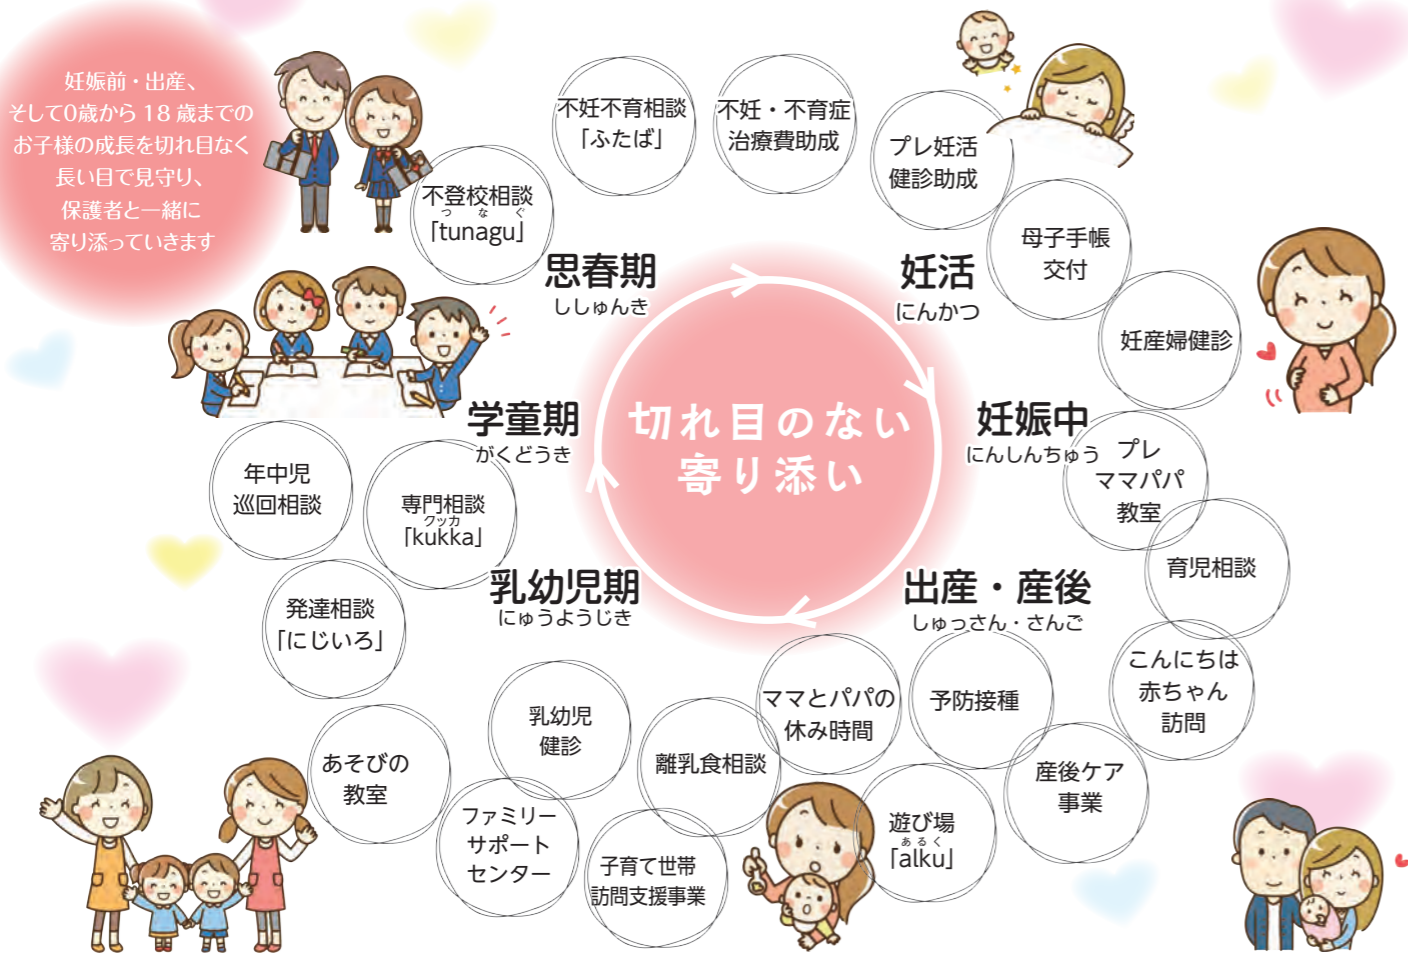 妊娠前・出産、
そして0歳から18歳までの
お子様の成長を切れ目なく
長い目で見守り、
保護者と一緒に
寄り添っていきます
切れ目のない
寄り添い
妊活
にんかつ
妊娠中
にんしんちゅう
出産・産後
しゅっさん・さんご
乳幼児期
にゅうようじき
学童期
がくどうき
思春期
ししゅんき
不妊不育相談
「ふたば」
不妊・不育症
治療費助成
プレ妊活
健診助成
母子手帳
交付
妊産婦健診
プレ
ママパパ
教室
育児相談
こんにちは
赤ちゃん
訪問
産後ケア
事業
予防接種
遊び場
あるく
「alku」
ママとパパの
休み時間
離乳食相談
子育て世帯
訪問支援事業
乳幼児
健診
ファミリー
サポート
センター
あそびの
教室
発達相談
「にじいろ」
専門相談
クッカ
「kukka」
年中児
巡回相談
不登校相談
つなぐ
「tunagu」